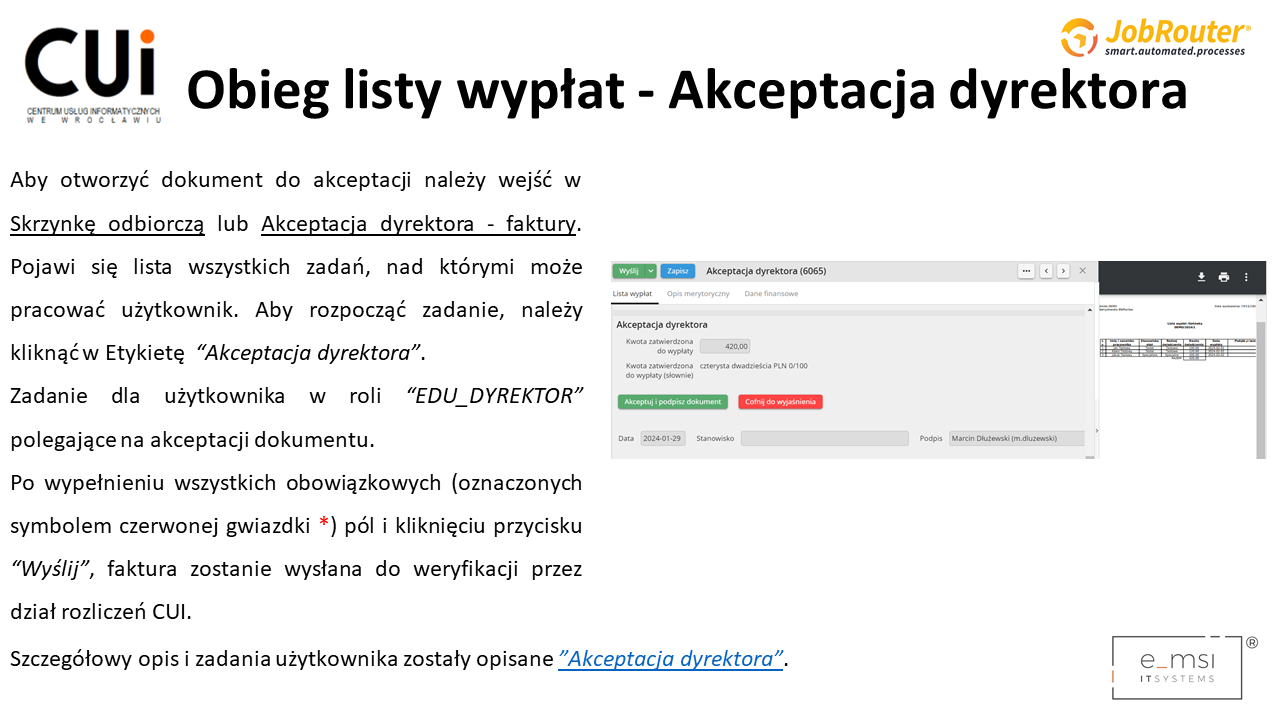 CUi
CENTRUM USŁUG INFORMATYCZNYCH
WE WROCŁAWIU
JobRouter®
smart.automated.processes
Obieg listy wypłat - Akceptacja dyrektora
Aby otworzyć dokument do akceptacji należy wejść w
Skrzynkę odbiorczą lub Akceptacja dyrektora - faktury.
Pojawi się lista wszystkich zadań, nad którymi może
pracować użytkownik. Aby rozpocząć zadanie, należy
kliknąć w Etykietę “Akceptacja dyrektora”.
Zadanie dla użytkownika w roli “EDU_DYREKTOR”
polegające na akceptacji dokumentu.
Po wypełnieniu wszystkich obowiązkowych (oznaczonych
symbolem czerwonej gwiazdki *) pól i kliknięciu przycisku
“Wyślij”, faktura zostanie wysłana do weryfikacji przez
dział rozliczeń CUI.
Szczegółowy opis i zadania użytkownika zostały opisane ”Akceptacja dyrektora”.
Wyślij Zapisz Akceptacja dyrektora (6065)
Lista wypłat Opis merytoryczny Dane finansowe
Akceptacja dyrektora
Kwota zatwierdzona
do wypłaty 420,00
Kwota zatwierdzona
do wypłaty (słownie) czterysta dwadzieścia PLN 0/100
Akceptuj i podpisz dokument Cofnij do wyjaśnienia
Data 2024-01-29 Stanowisko Podpis Marcin Dłużewski (m.dluzewski)
e_msi ®
ITSYSTEMS